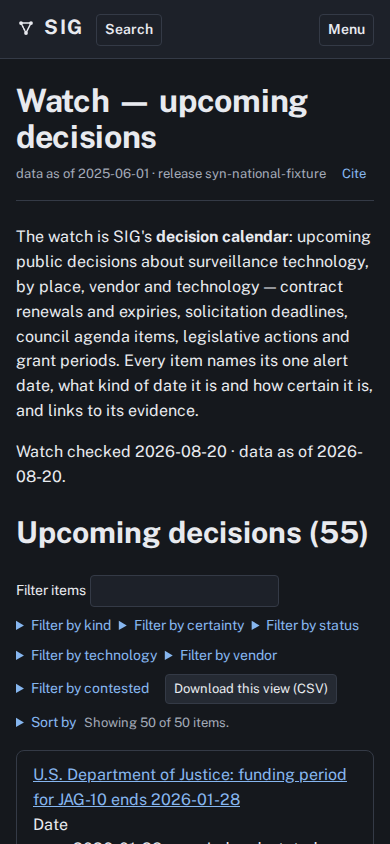 SIG
Search
Menu
Watch — upcoming
decisions
data as of 2025-06-01 · release syn-national-fixture
Cite
The watch is SIG's decision calendar: upcoming
public decisions about surveillance technology,
by place, vendor and technology — contract
renewals and expiries, solicitation deadlines,
council agenda items, legislative actions and
grant periods. Every item names its one alert
date, what kind of date it is and how certain it is,
and links to its evidence.
Watch checked 2026-08-20 · data as of 2026-
08-20.
Upcoming decisions (55)
Filter items
Filter by kind
Filter by certainty
Filter by status
Filter by technology
Filter by vendor
Filter by contested
Download this view (CSV)
Sort by
Showing 50 of 50 items.
U.S. Department of Justice: funding period
for JAG-10 ends 2026-01-28
Date